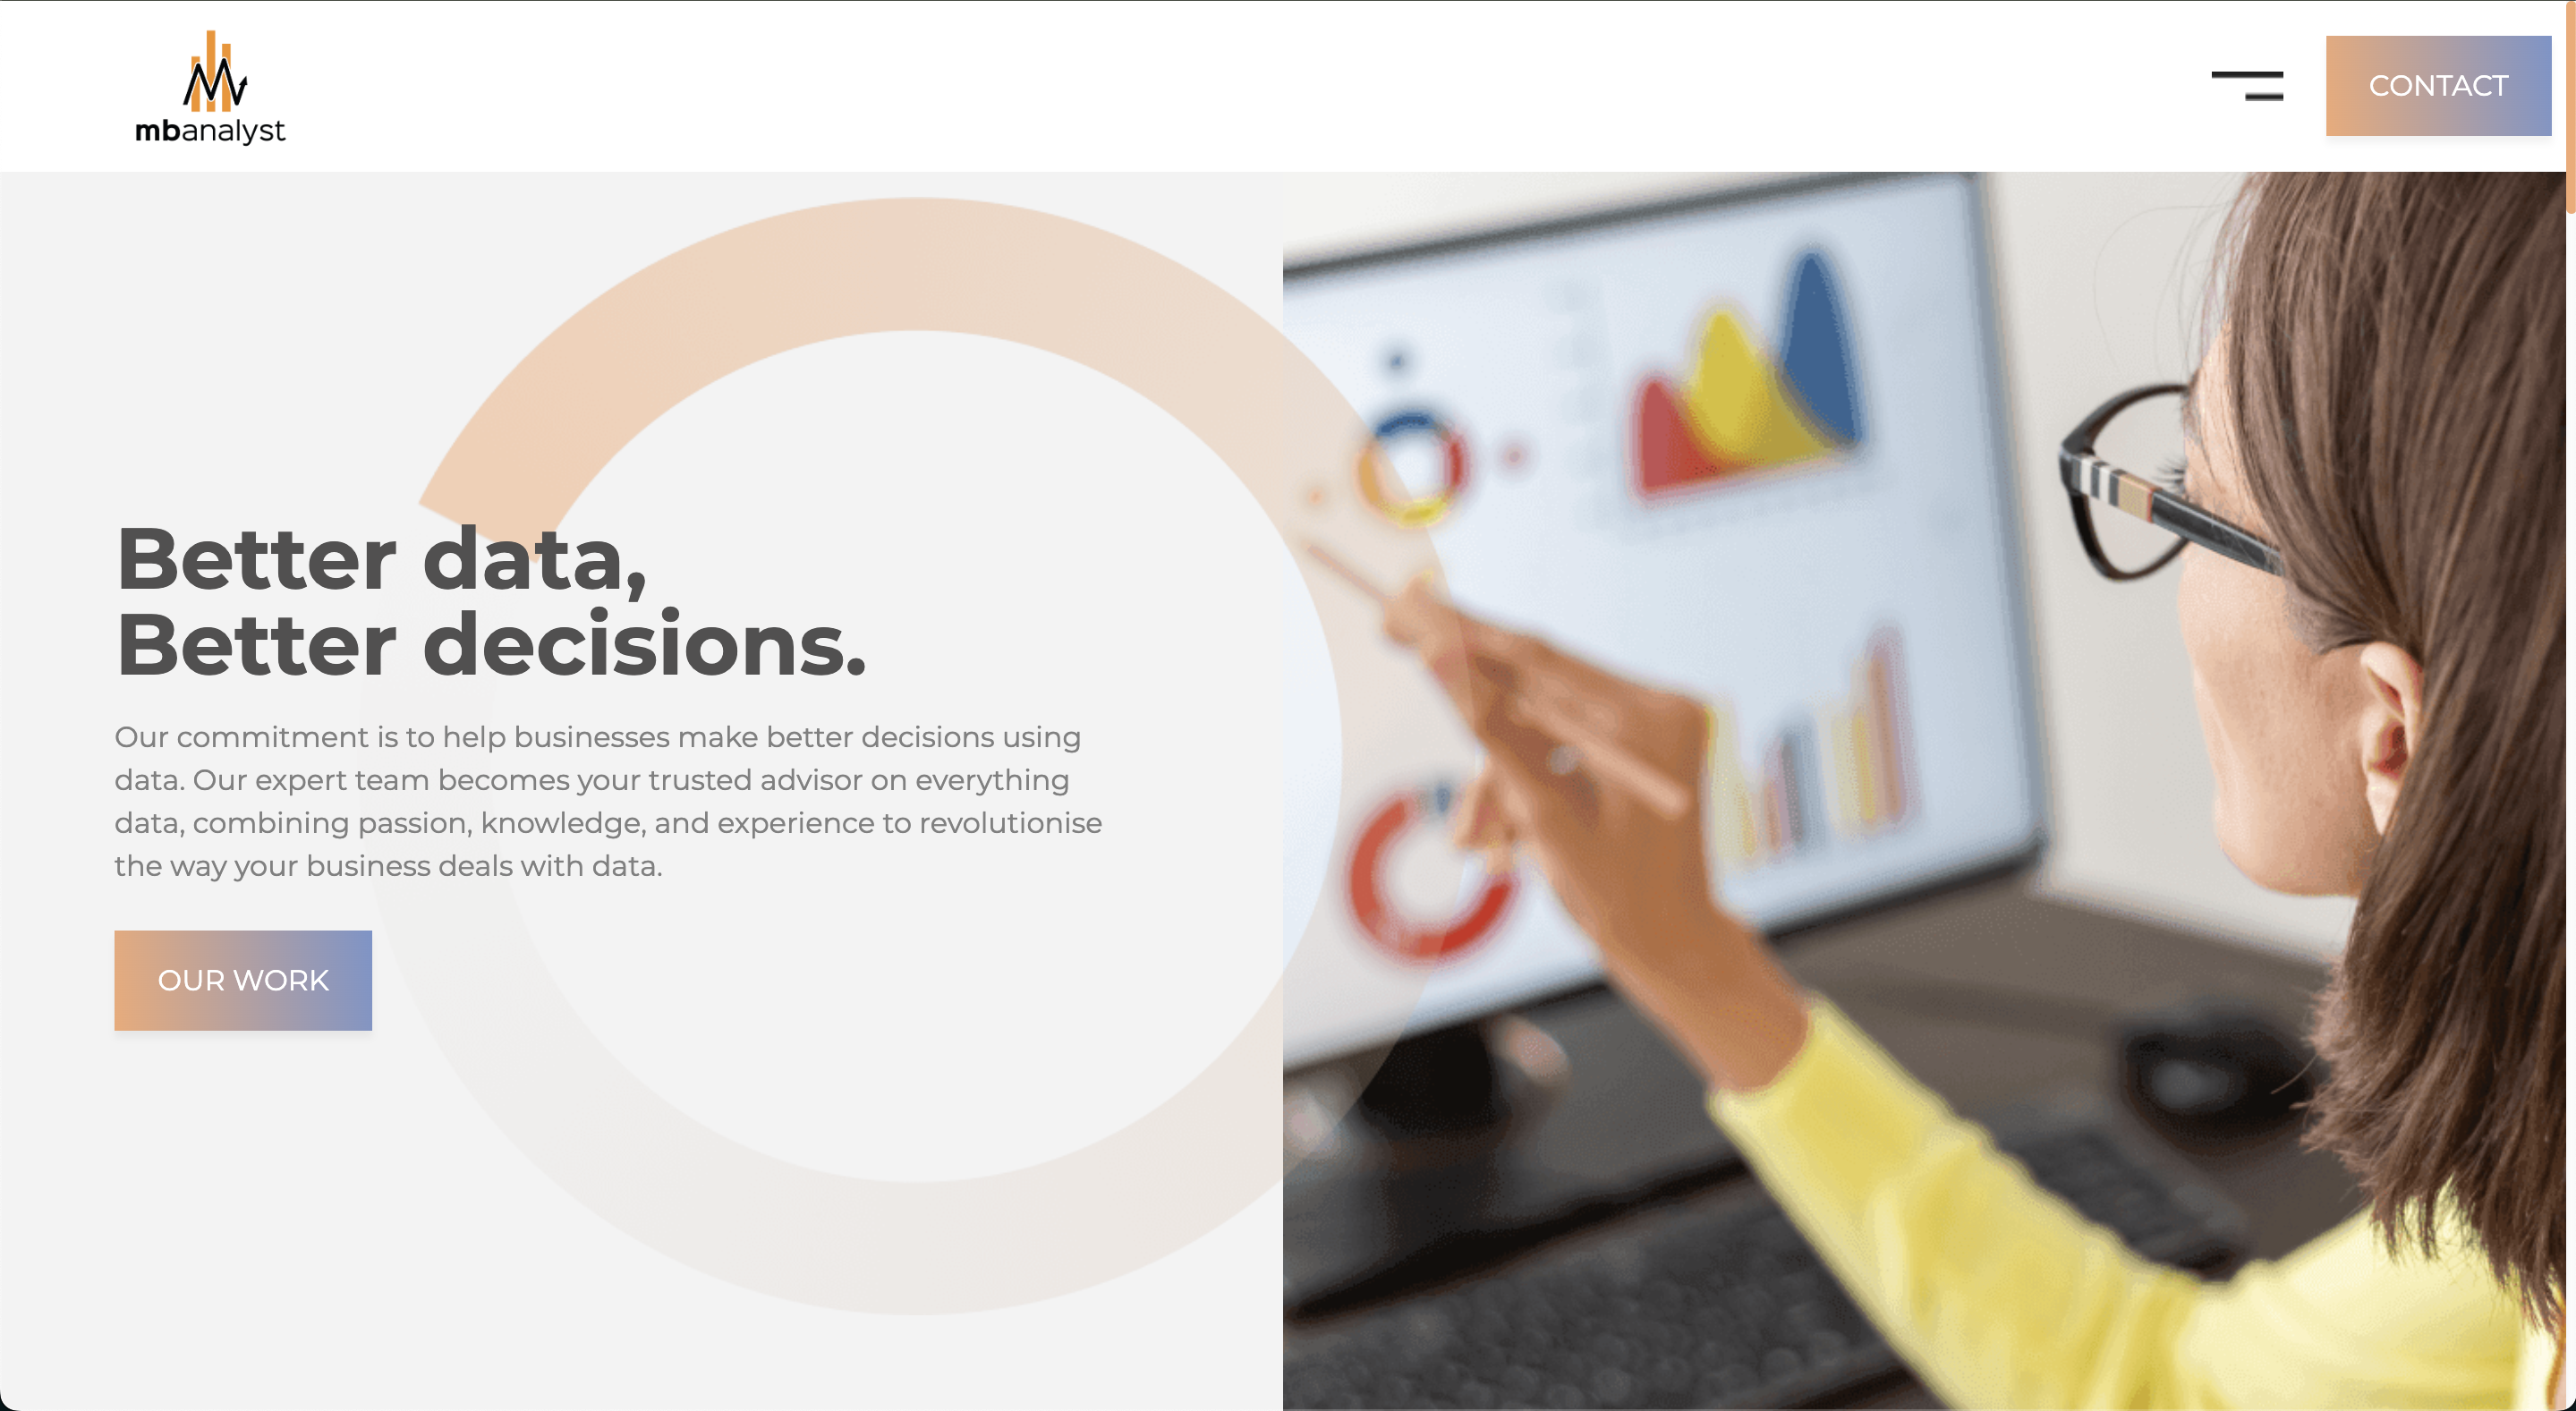 mbanalyst
CONTACT
Better data,
Better decisions.
Our commitment is to help businesses make better decisions using
data. Our expert team becomes your trusted advisor on everything
data, combining passion, knowledge, and experience to revolutionise
the way your business deals with data.
OUR WORK